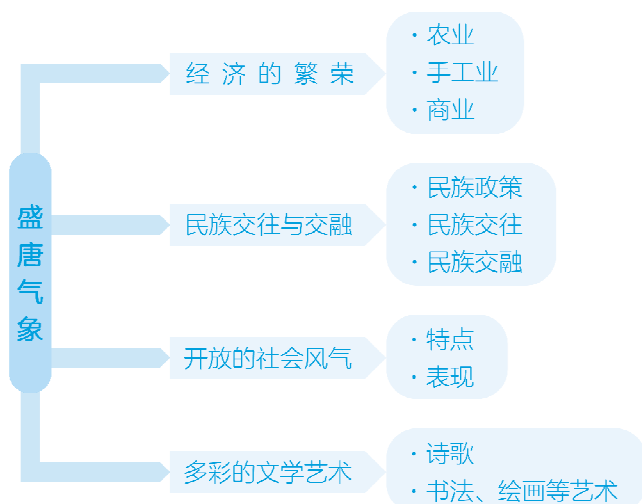 盛唐气象
经济的繁荣
· 农业
· 手工业
· 商业
民族交往与交融
· 民族政策
· 民族交往
· 民族交融
开放的社会风气
· 特点
· 表现
多彩的文学艺术
· 诗歌
· 书法、绘画等艺术